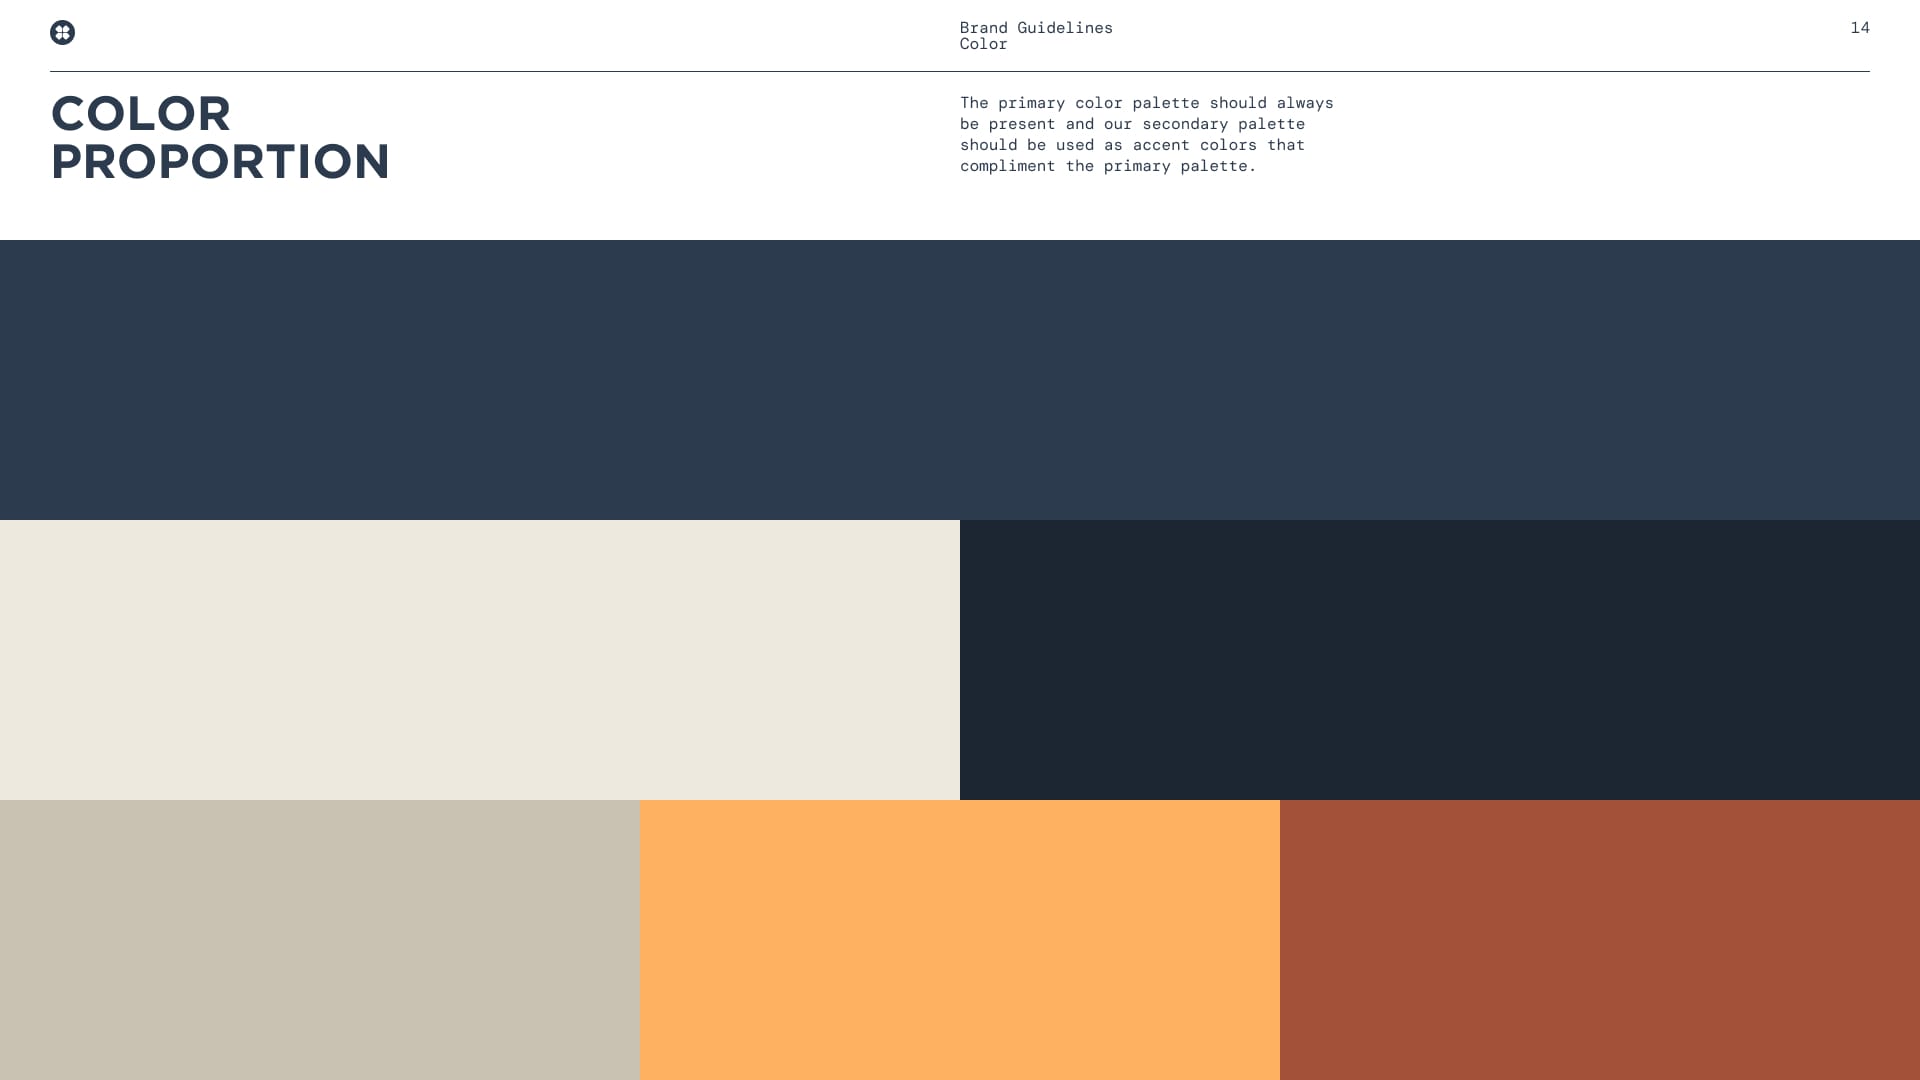 Brand Guidelines
Color
14
COLOR
PROPORTION
The primary color palette should always
be present and our secondary palette
should be used as accent colors that
compliment the primary palette.